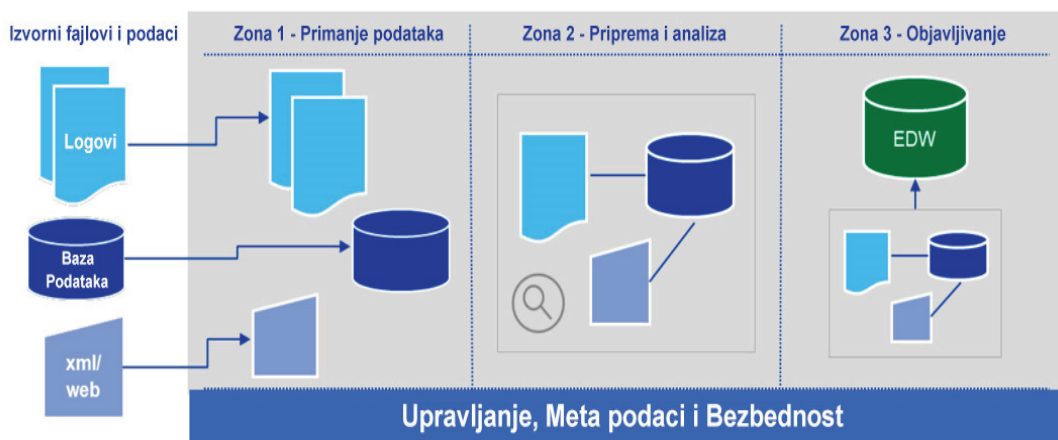 Izvorni fajlovi i podaci
Zona 1 - Primanje podataka
Zona 2 - Priprema i analiza
Zona 3 - Objavljivanje
Logovi
EDW
Baza
Podataka
xml/
web
Upravljanje, Meta podaci i Bezbednost